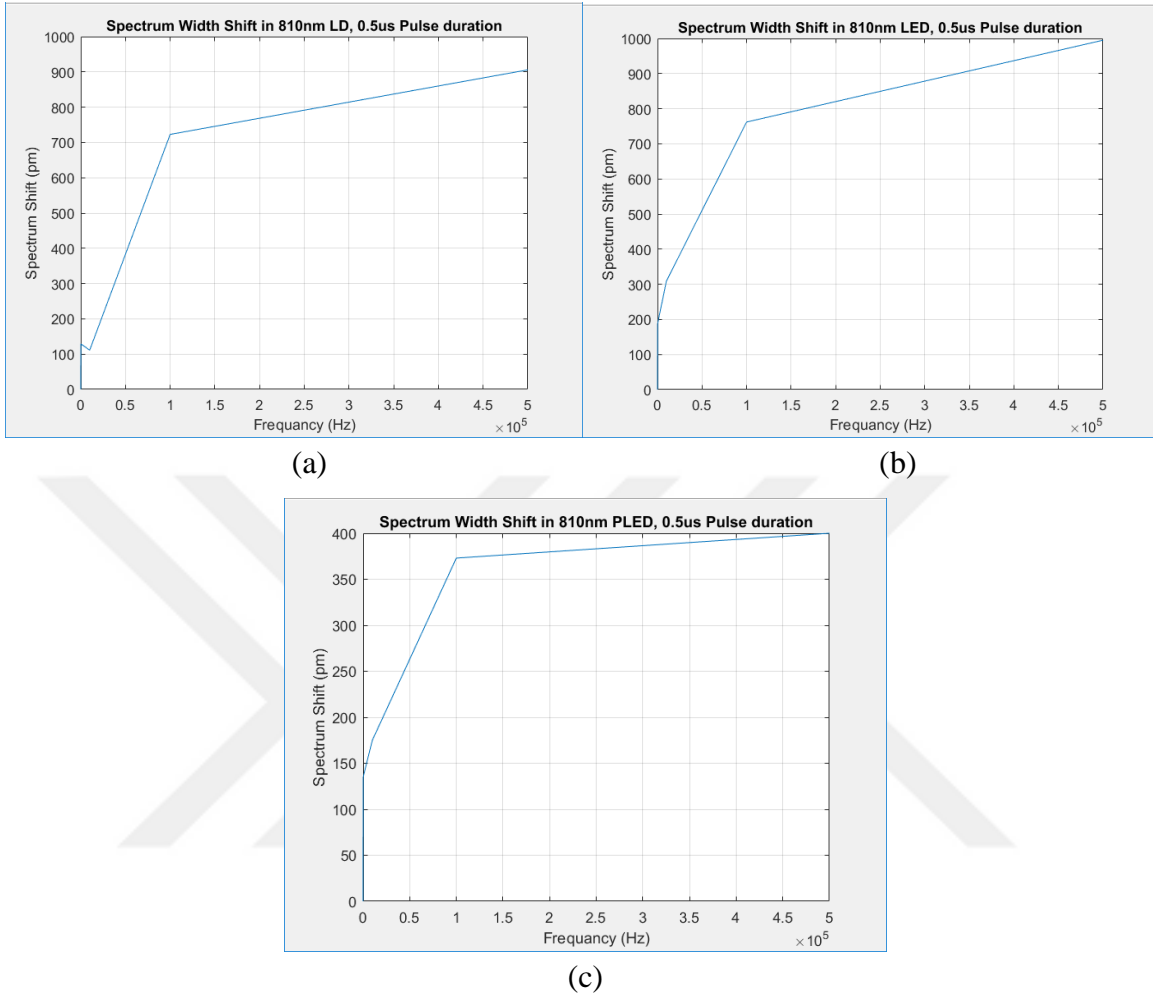 Spectrum Width Shift in 810nm LD, 0.5us Pulse duration
1000
900
800
700
600
500
400
300
200
100
0
Spectrum Shift (pm)
0 0.5 1 1.5 2 2.5 3 3.5 4 4.5 5
Frequancy (Hz)
×10⁵
(a)
Spectrum Width Shift in 810nm LED, 0.5us Pulse duration
1000
900
800
700
600
500
400
300
200
100
0
Spectrum Shift (pm)
0 0.5 1 1.5 2 2.5 3 3.5 4 4.5 5
Frequancy (Hz)
×10⁵
(b)
Spectrum Width Shift in 810nm PLED, 0.5us Pulse duration
400
350
300
250
200
150
100
50
0
Spectrum Shift (pm)
0 0.5 1 1.5 2 2.5 3 3.5 4 4.5 5
Frequancy (Hz)
×10⁵
(c)